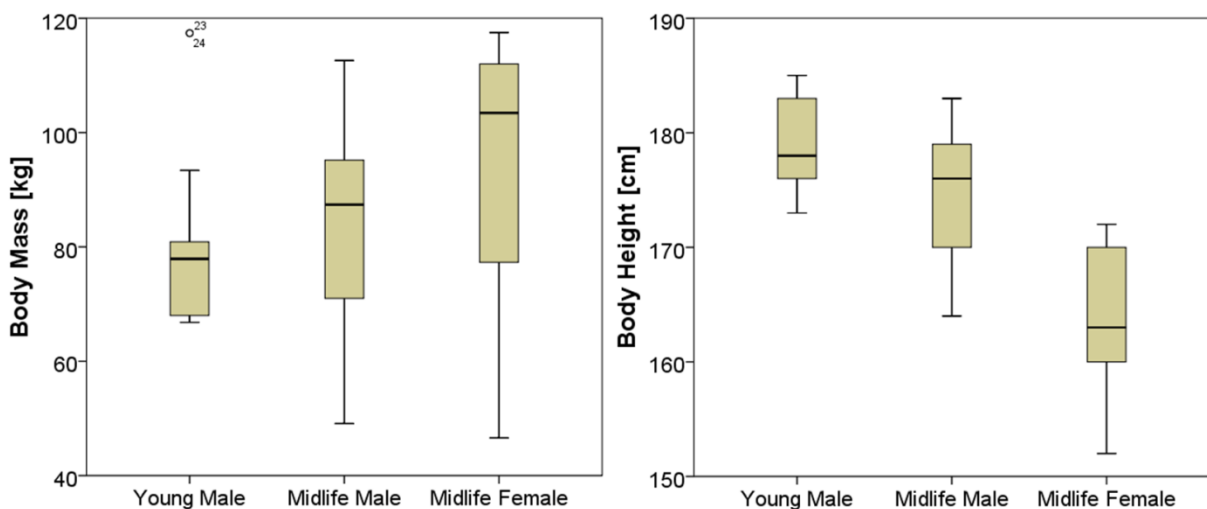 Body Mass [kg]
120
100
80
60
40
23
24
Young Male
Midlife Male
Midlife Female
Body Height [cm]
190
180
170
160
150
Young Male
Midlife Male
Midlife Female